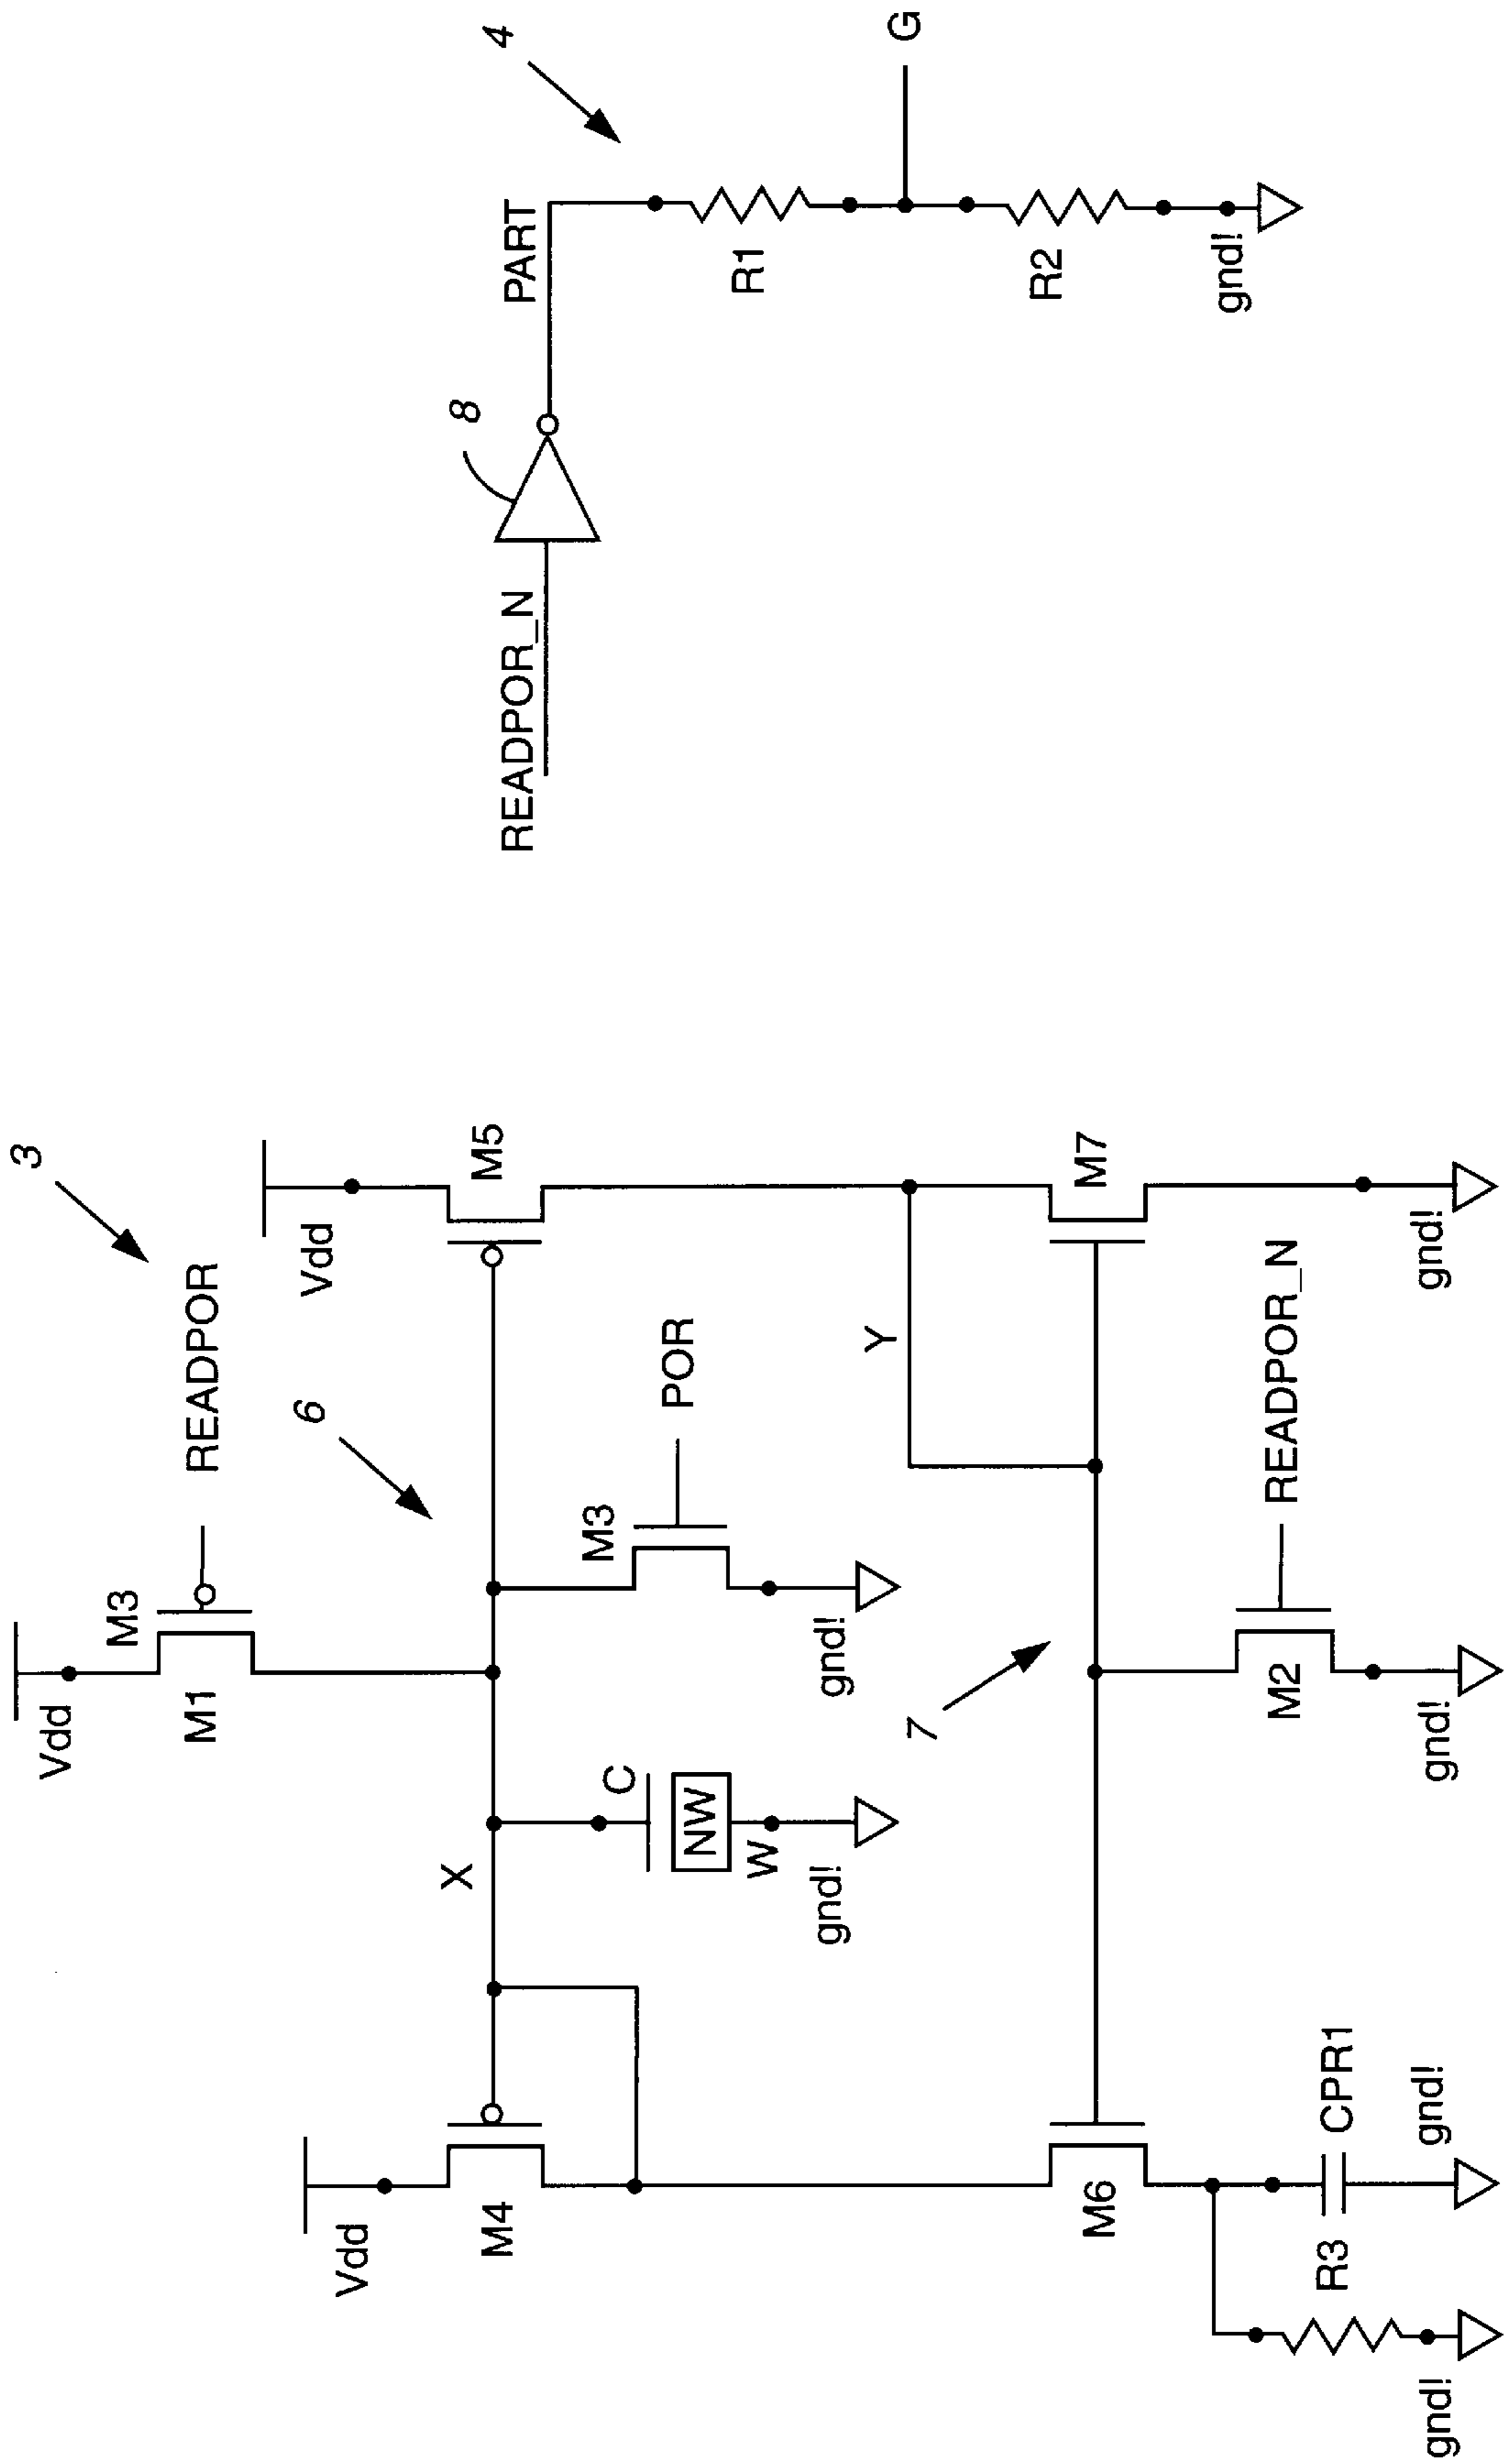 3
Vdd
M3
READPOR
M1
Vdd
M4
X
6
Vdd
M5
C
NW
W
gnd!
M3
POR
gnd!
Y
7
M6
M7
R3
CPR1
gnd!
gnd!
M2
READPOR_N
gnd!
gnd!
4
READPOR_N
8
PART
R1
G
R2
gnd!